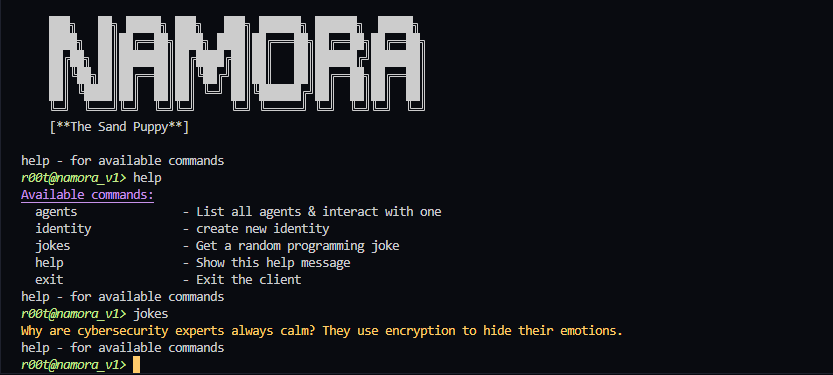 NAMORA
[**The Sand Puppy**]
help - for available commands
r00t@namora_v1> help
Available commands:
agents - List all agents & interact with one
identity - create new identity
jokes - Get a random programming joke
help - Show this help message
exit - Exit the client
help - for available commands
r00t@namora_v1> jokes
Why are cybersecurity experts always calm? They use encryption to hide their emotions.
help - for available commands
r00t@namora_v1>